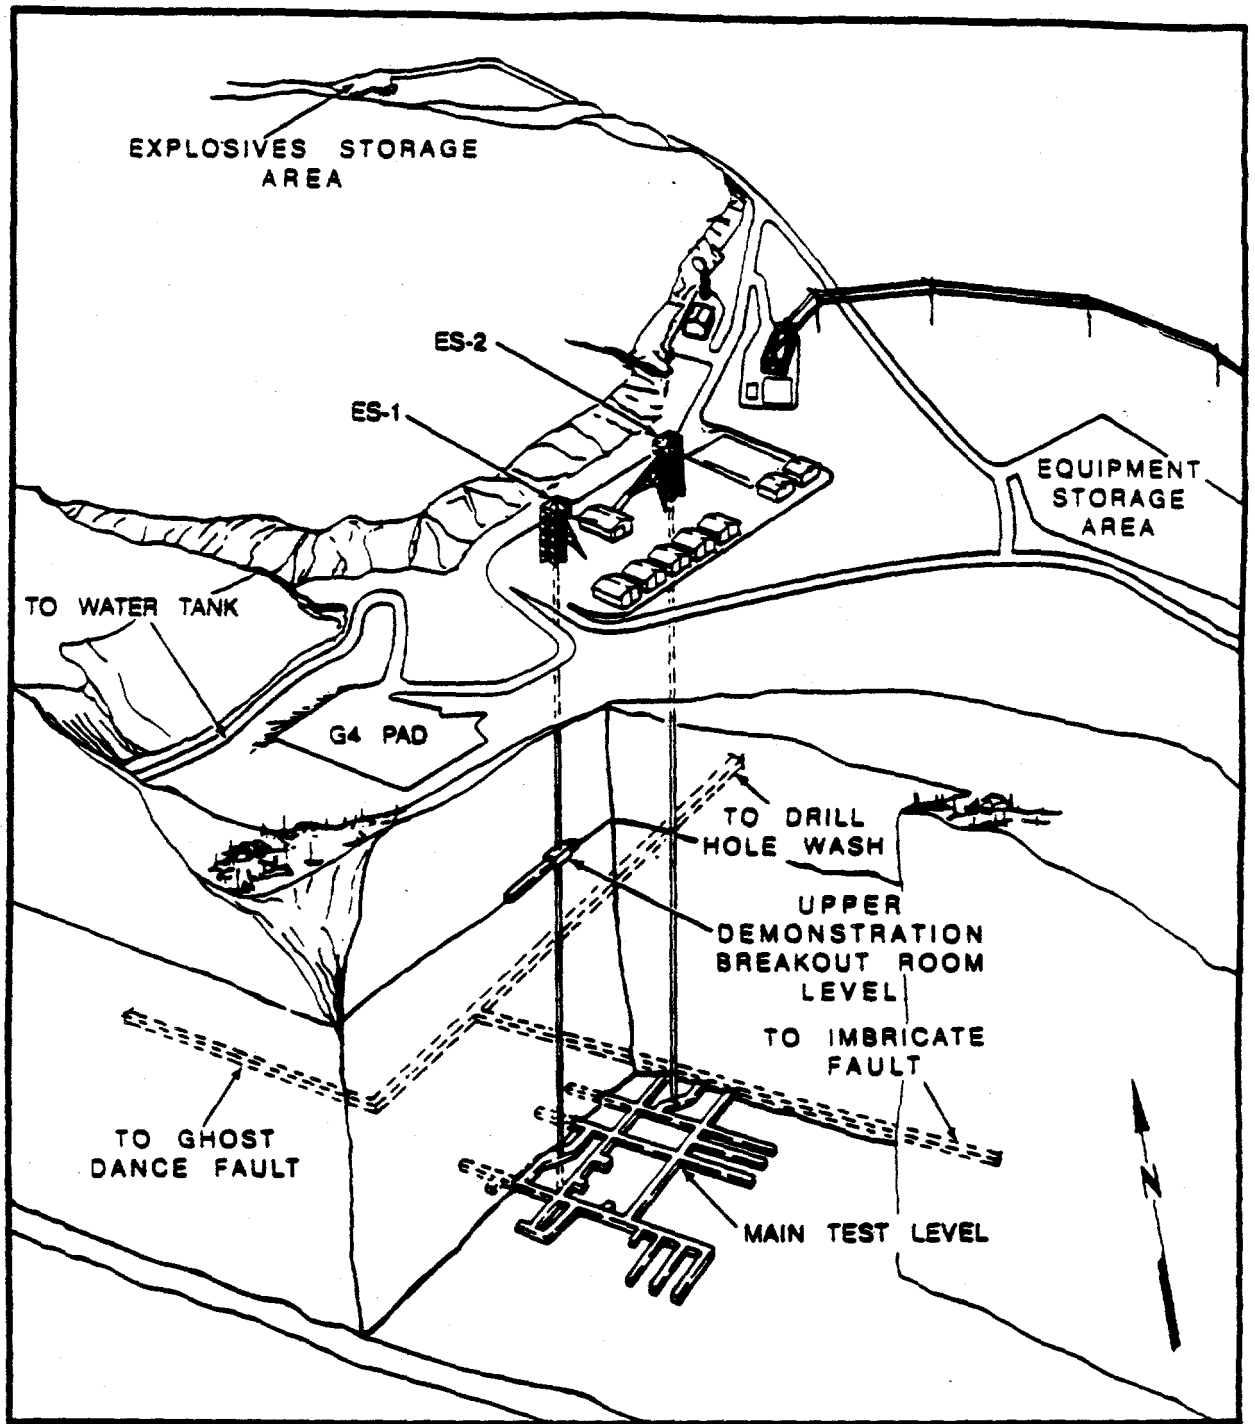 EXPLOSIVES STORAGE
AREA
ES-2
ES-1
EQUIPMENT
STORAGE
AREA
TO WATER TANK
G4 PAD
TO DRILL
HOLE WASH
UPPER
DEMONSTRATION
BREAKOUT ROOM
LEVEL
TO IMBRICATE
FAULT
TO GHOST
DANCE FAULT
MAIN TEST LEVEL
N